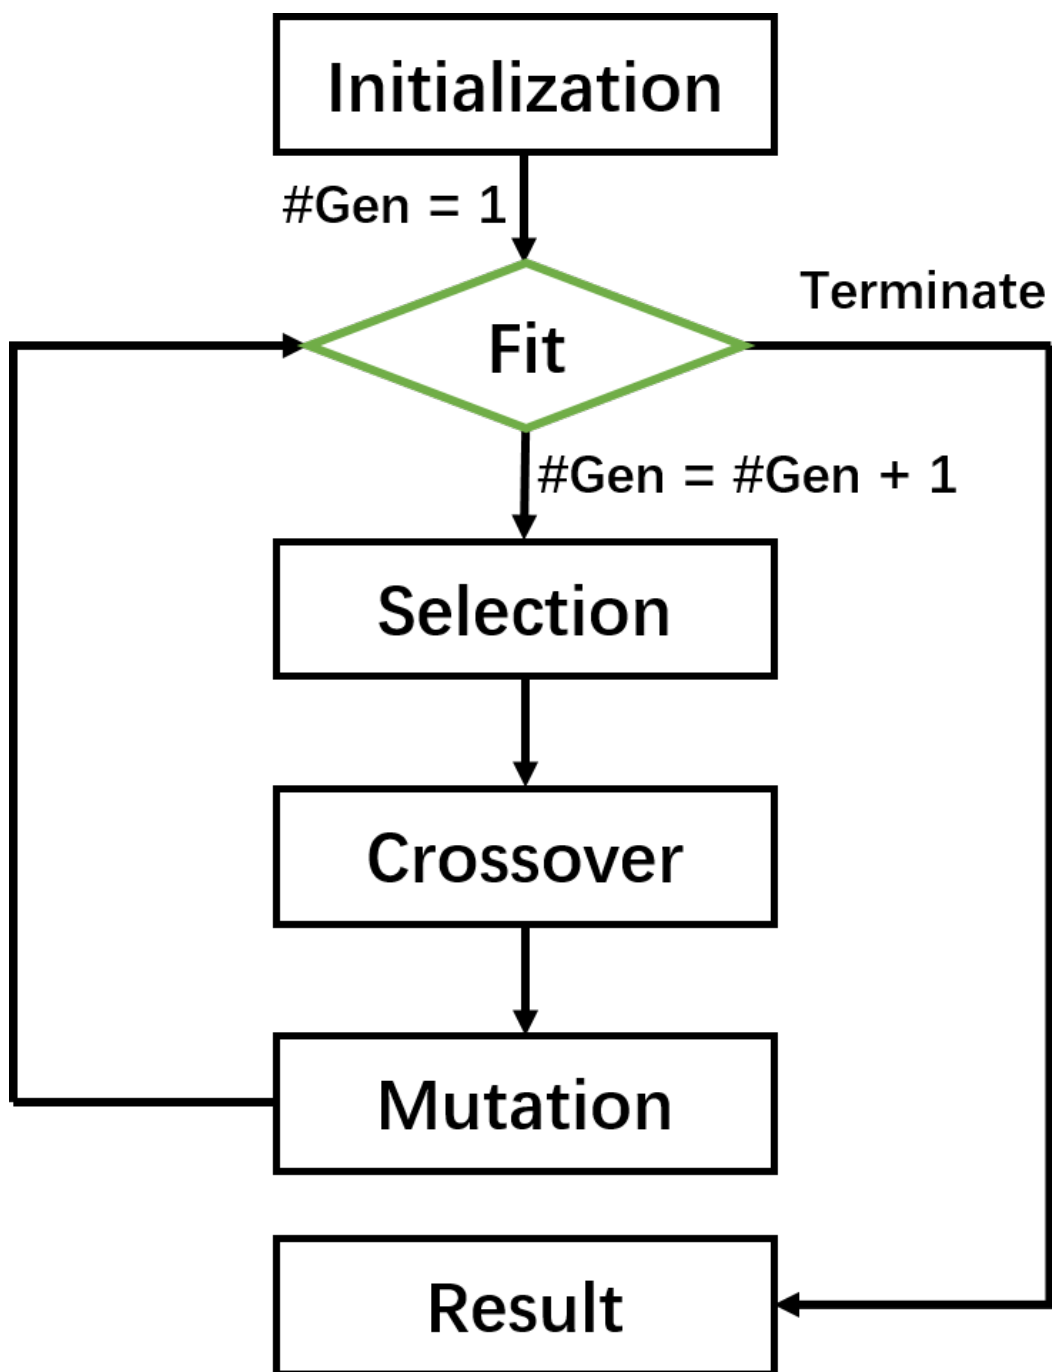 Initialization
#Gen = 1
Terminate
Fit
#Gen = #Gen + 1
Selection
Crossover
Mutation
Result